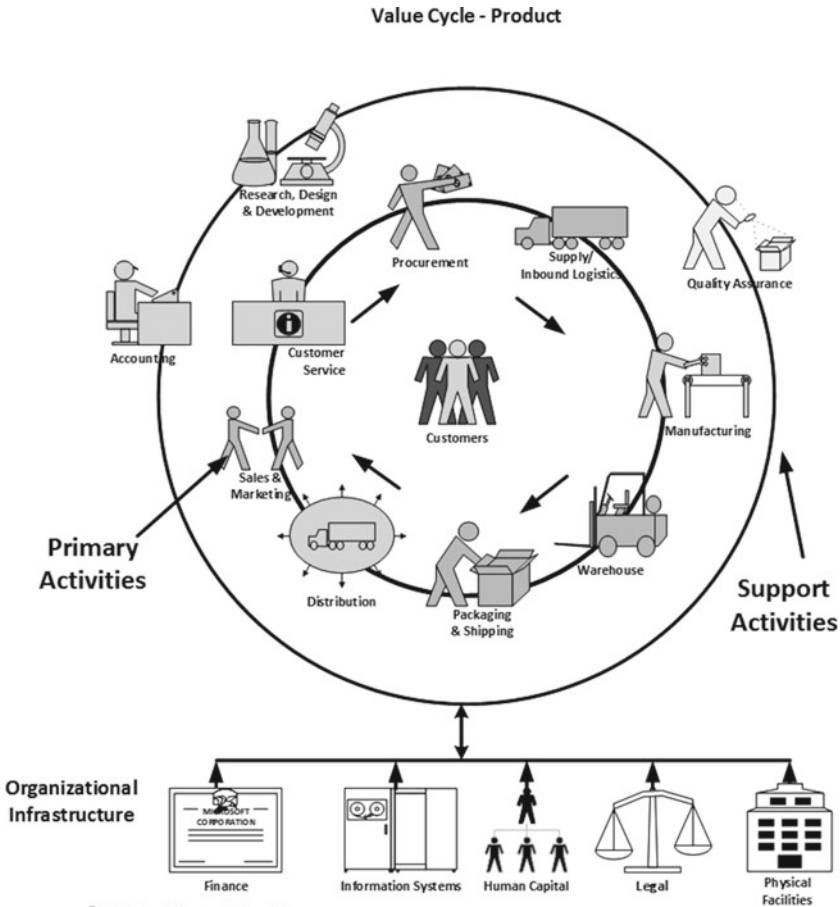 Value Cycle - Product
Research, Design
& Development
Procurement
Supply/
Inbound Logistics
Quality Assurance
Accounting
Customer
Service
Customers
Manufacturing
Sales &
Marketing
Primary
Activities
Distribution
Packaging
& Shipping
Warehouse
Support
Activities
Organizational
Infrastructure
MICROSOFT
CORPORATION
Finance
Information Systems
Human Capital
Legal
Physical
Facilities